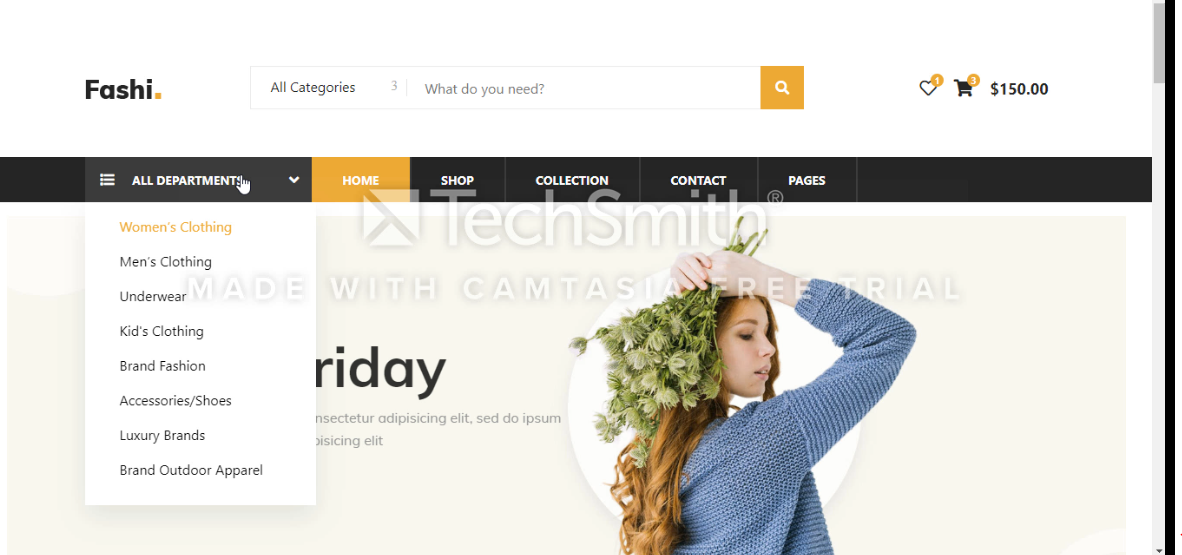 Fashi.
All Categories 3 What do you need?
1 3 $150.00
ALL DEPARTMENTS HOME SHOP COLLECTION CONTACT PAGES
TechSmith®
MADE WITH CAMTASIA FREE TRIAL
Women's Clothing
Men's Clothing
Underwear
Kid's Clothing
Brand Fashion
Accessories/Shoes
Luxury Brands
Brand Outdoor Apparel
riday
nsectetur adipisicing elit, sed do ipsum
pisicing elit